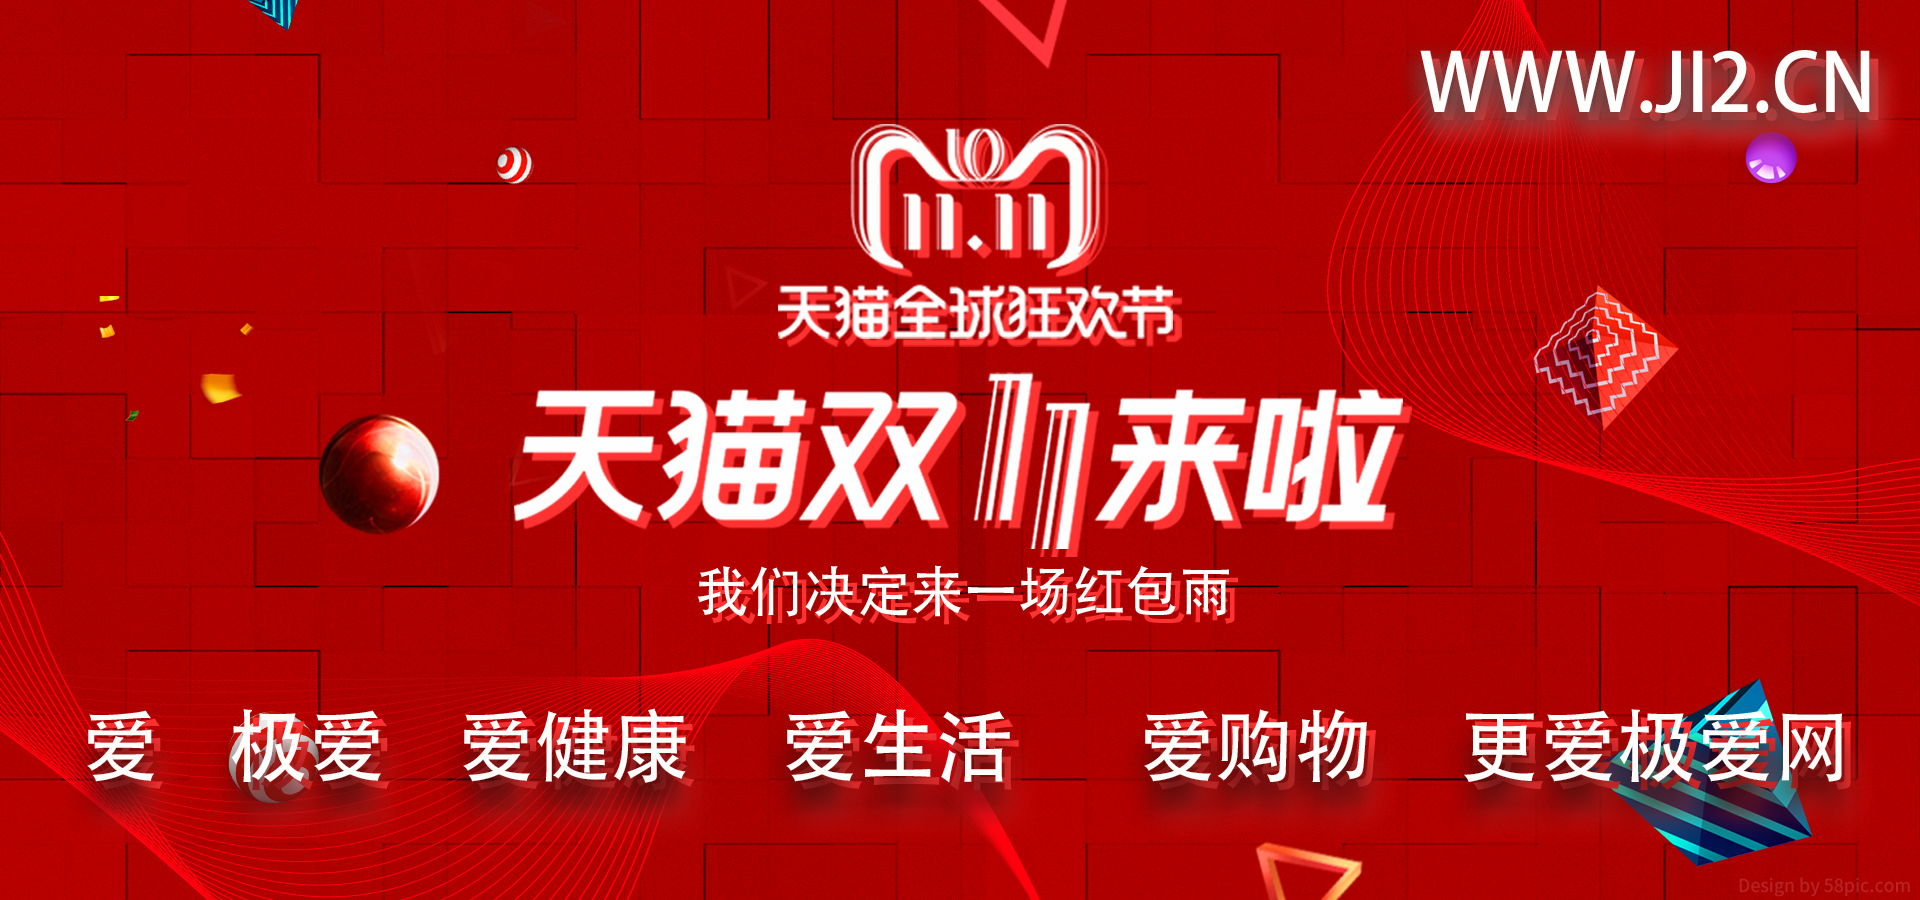 WWW.JI2.CN
10
11.11
天猫全球狂欢节
天猫双11来啦
我们决定来一场红包雨
爱 极爱 爱健康 爱生活 爱购物 更爱极爱网
Design by 58pic.com